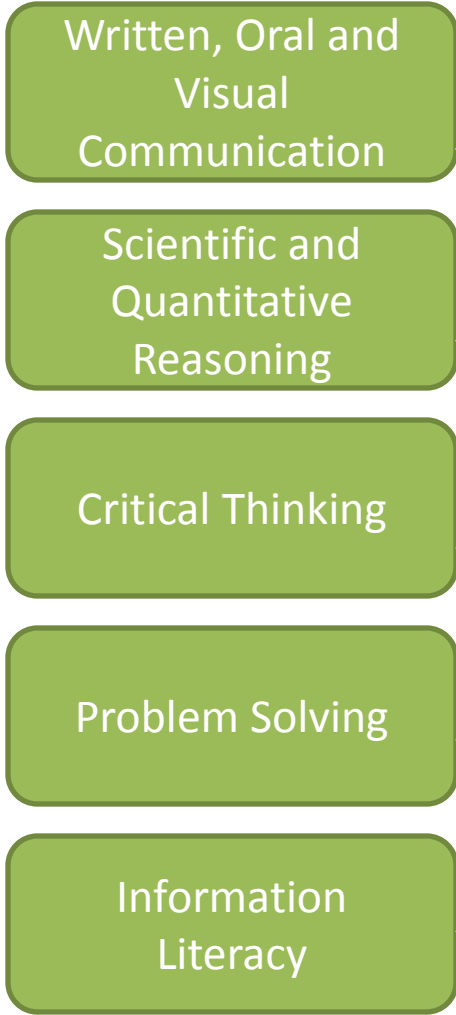 Written, Oral and
Visual
Communication
Scientific and
Quantitative
Reasoning
Critical Thinking
Problem Solving
Information
Literacy